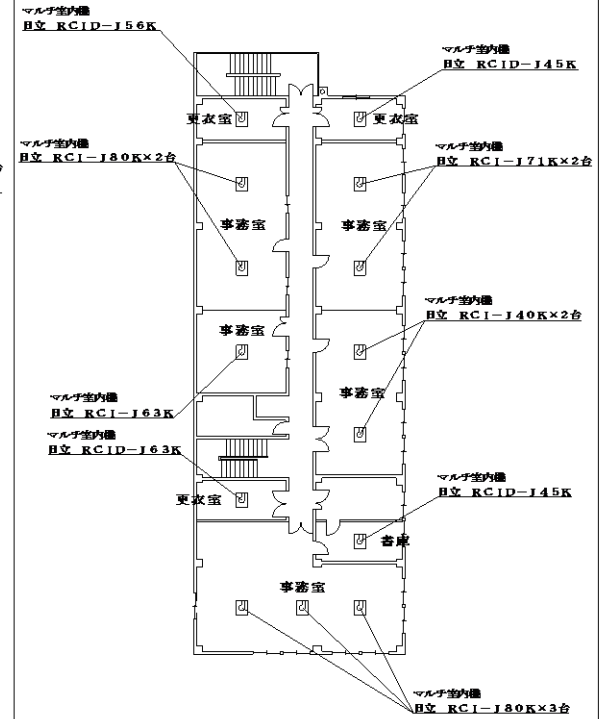 マルチ室内機
日立 RCID-J56K
マルチ室内機
日立 RCID-J45K
更衣室
更衣室
マルチ室内機
日立 RCI-J80K×2台
マルチ室内機
日立 RCI-J71K×2台
事務室
事務室
マルチ室内機
日立 RCI-J40K×2台
事務室
マルチ室内機
日立 RCI-J63K
事務室
マルチ室内機
日立 RCID-J63K
マルチ室内機
日立 RCID-J45K
更衣室
書庫
事務室
マルチ室内機
日立 RCI-J80K×3台